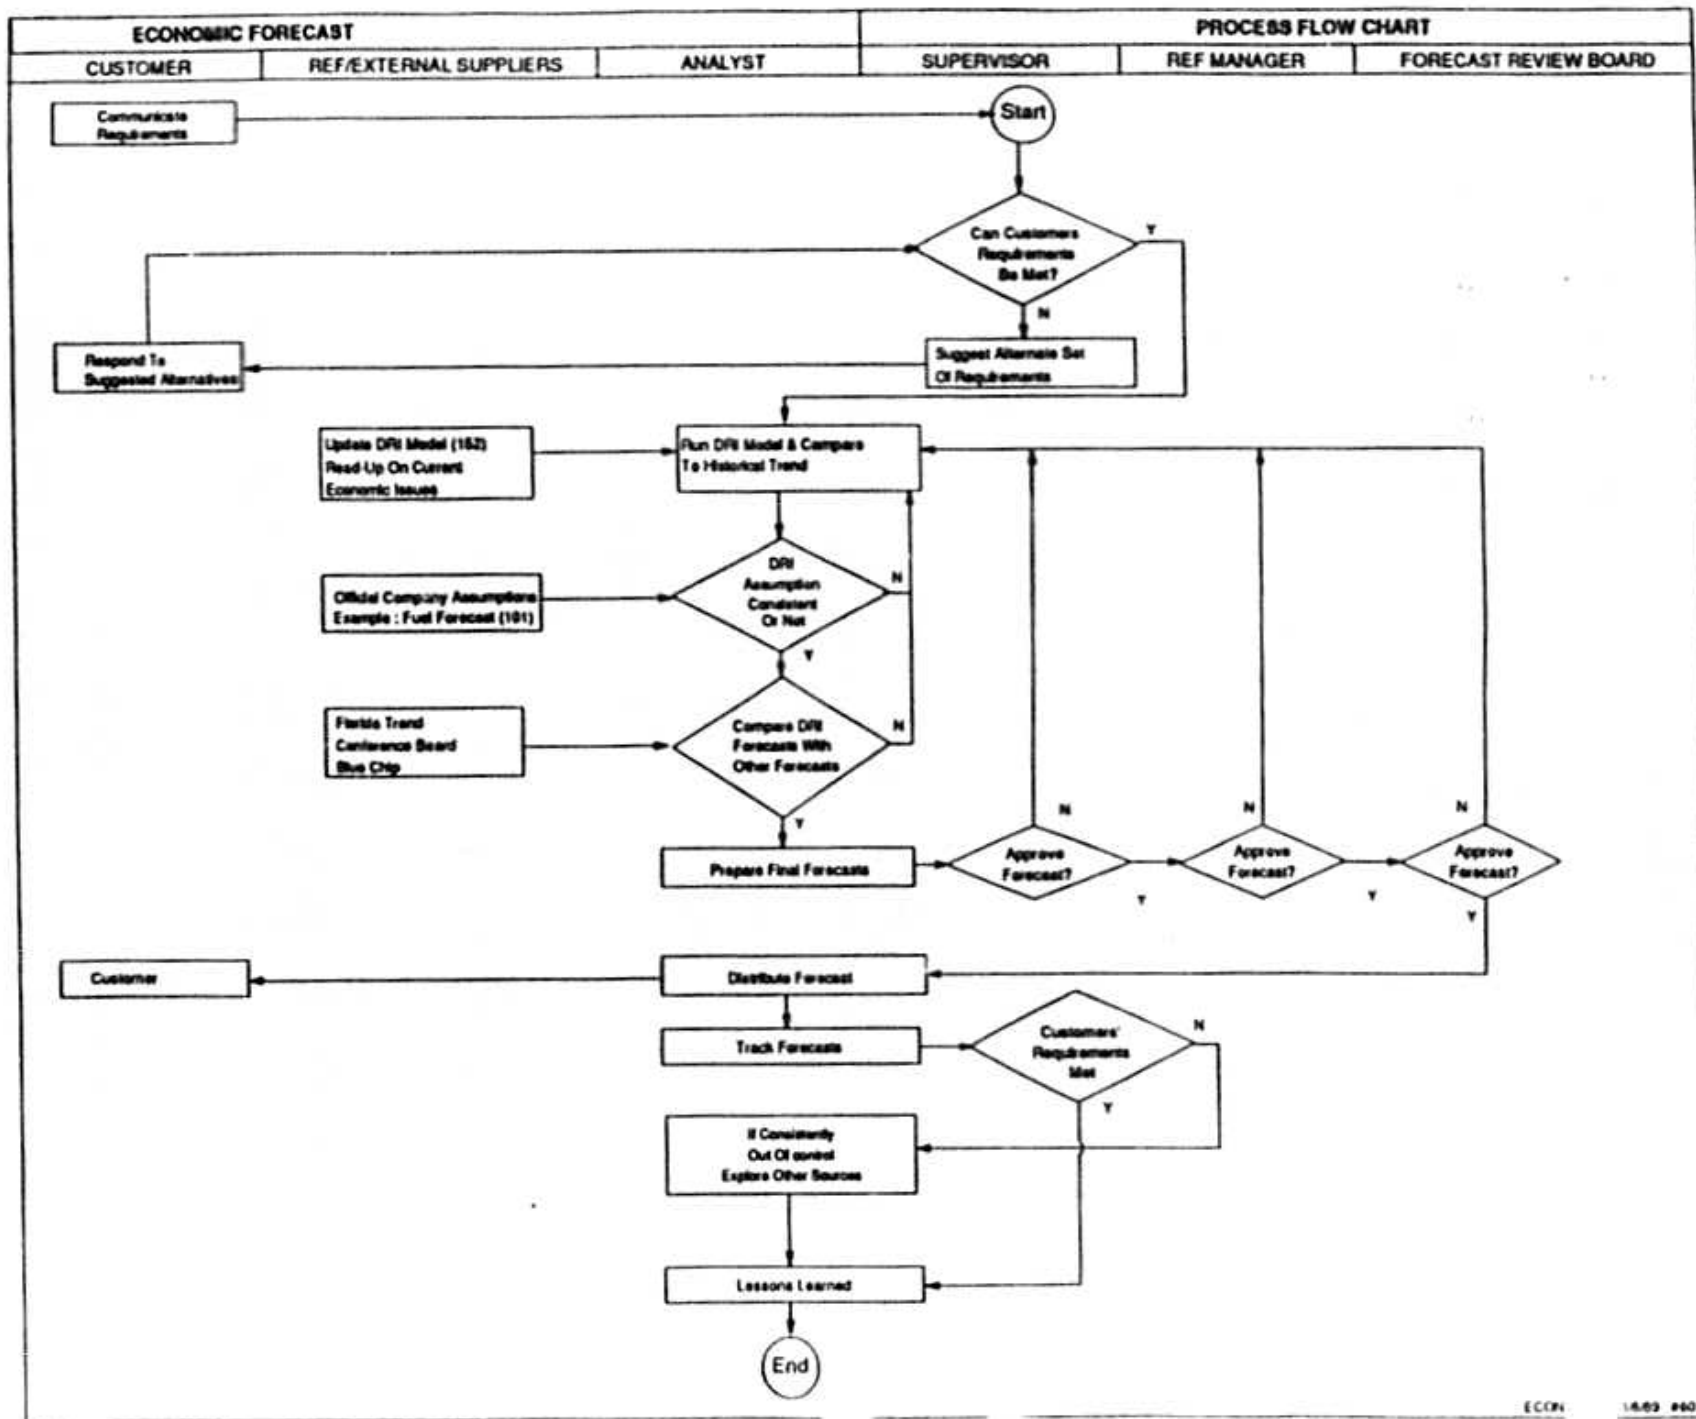 ECONOMIC FORECAST
PROCESS FLOW CHART
CUSTOMER
REF/EXTERNAL SUPPLIERS
ANALYST
SUPERVISOR
REF MANAGER
FORECAST REVIEW BOARD
Communicate
Requirements
Start
Can Customers
Requirements
Be Met?
Y
N
Respond To
Suggested Alternatives
Suggest Alternate Set
Of Requirements
Update DRI Model (152)
Read-Up On Current
Economic Issues
Run DRI Model & Compare
To Historical Trend
Official Company Assumptions
Example : Fuel Forecast (101)
DRI
Assumption
Consistent
Or Not
N
Y
Florida Trend
Conference Board
Blue Chip
Compare DRI
Forecasts With
Other Forecasts
N
Y
Prepare Final Forecasts
N
Approve
Forecast?
Y
N
Approve
Forecast?
Y
N
Approve
Forecast?
Y
Customer
Distribute Forecast
Track Forecasts
Customers'
Requirements
Met
N
Y
If Consistently
Out Of control
Explore Other Sources
Lessons Learned
End
ECON